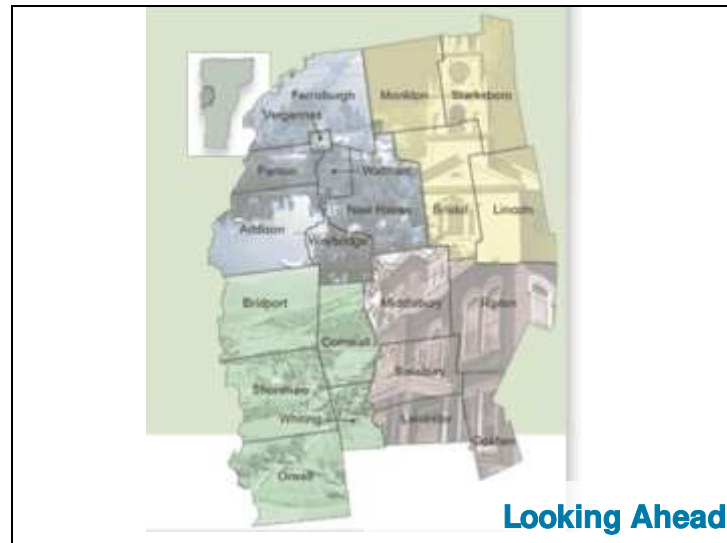 Ferrisburgh Monkton Starksboro
Vergennes
Panton Waltham
New Haven Bristol Lincoln
Addison
Weybridge
Bridport Middlebury Ripton
Cornwall
Salisbury
Shoreham
Whiting Leicester
Goshen
Orwell
Looking Ahead